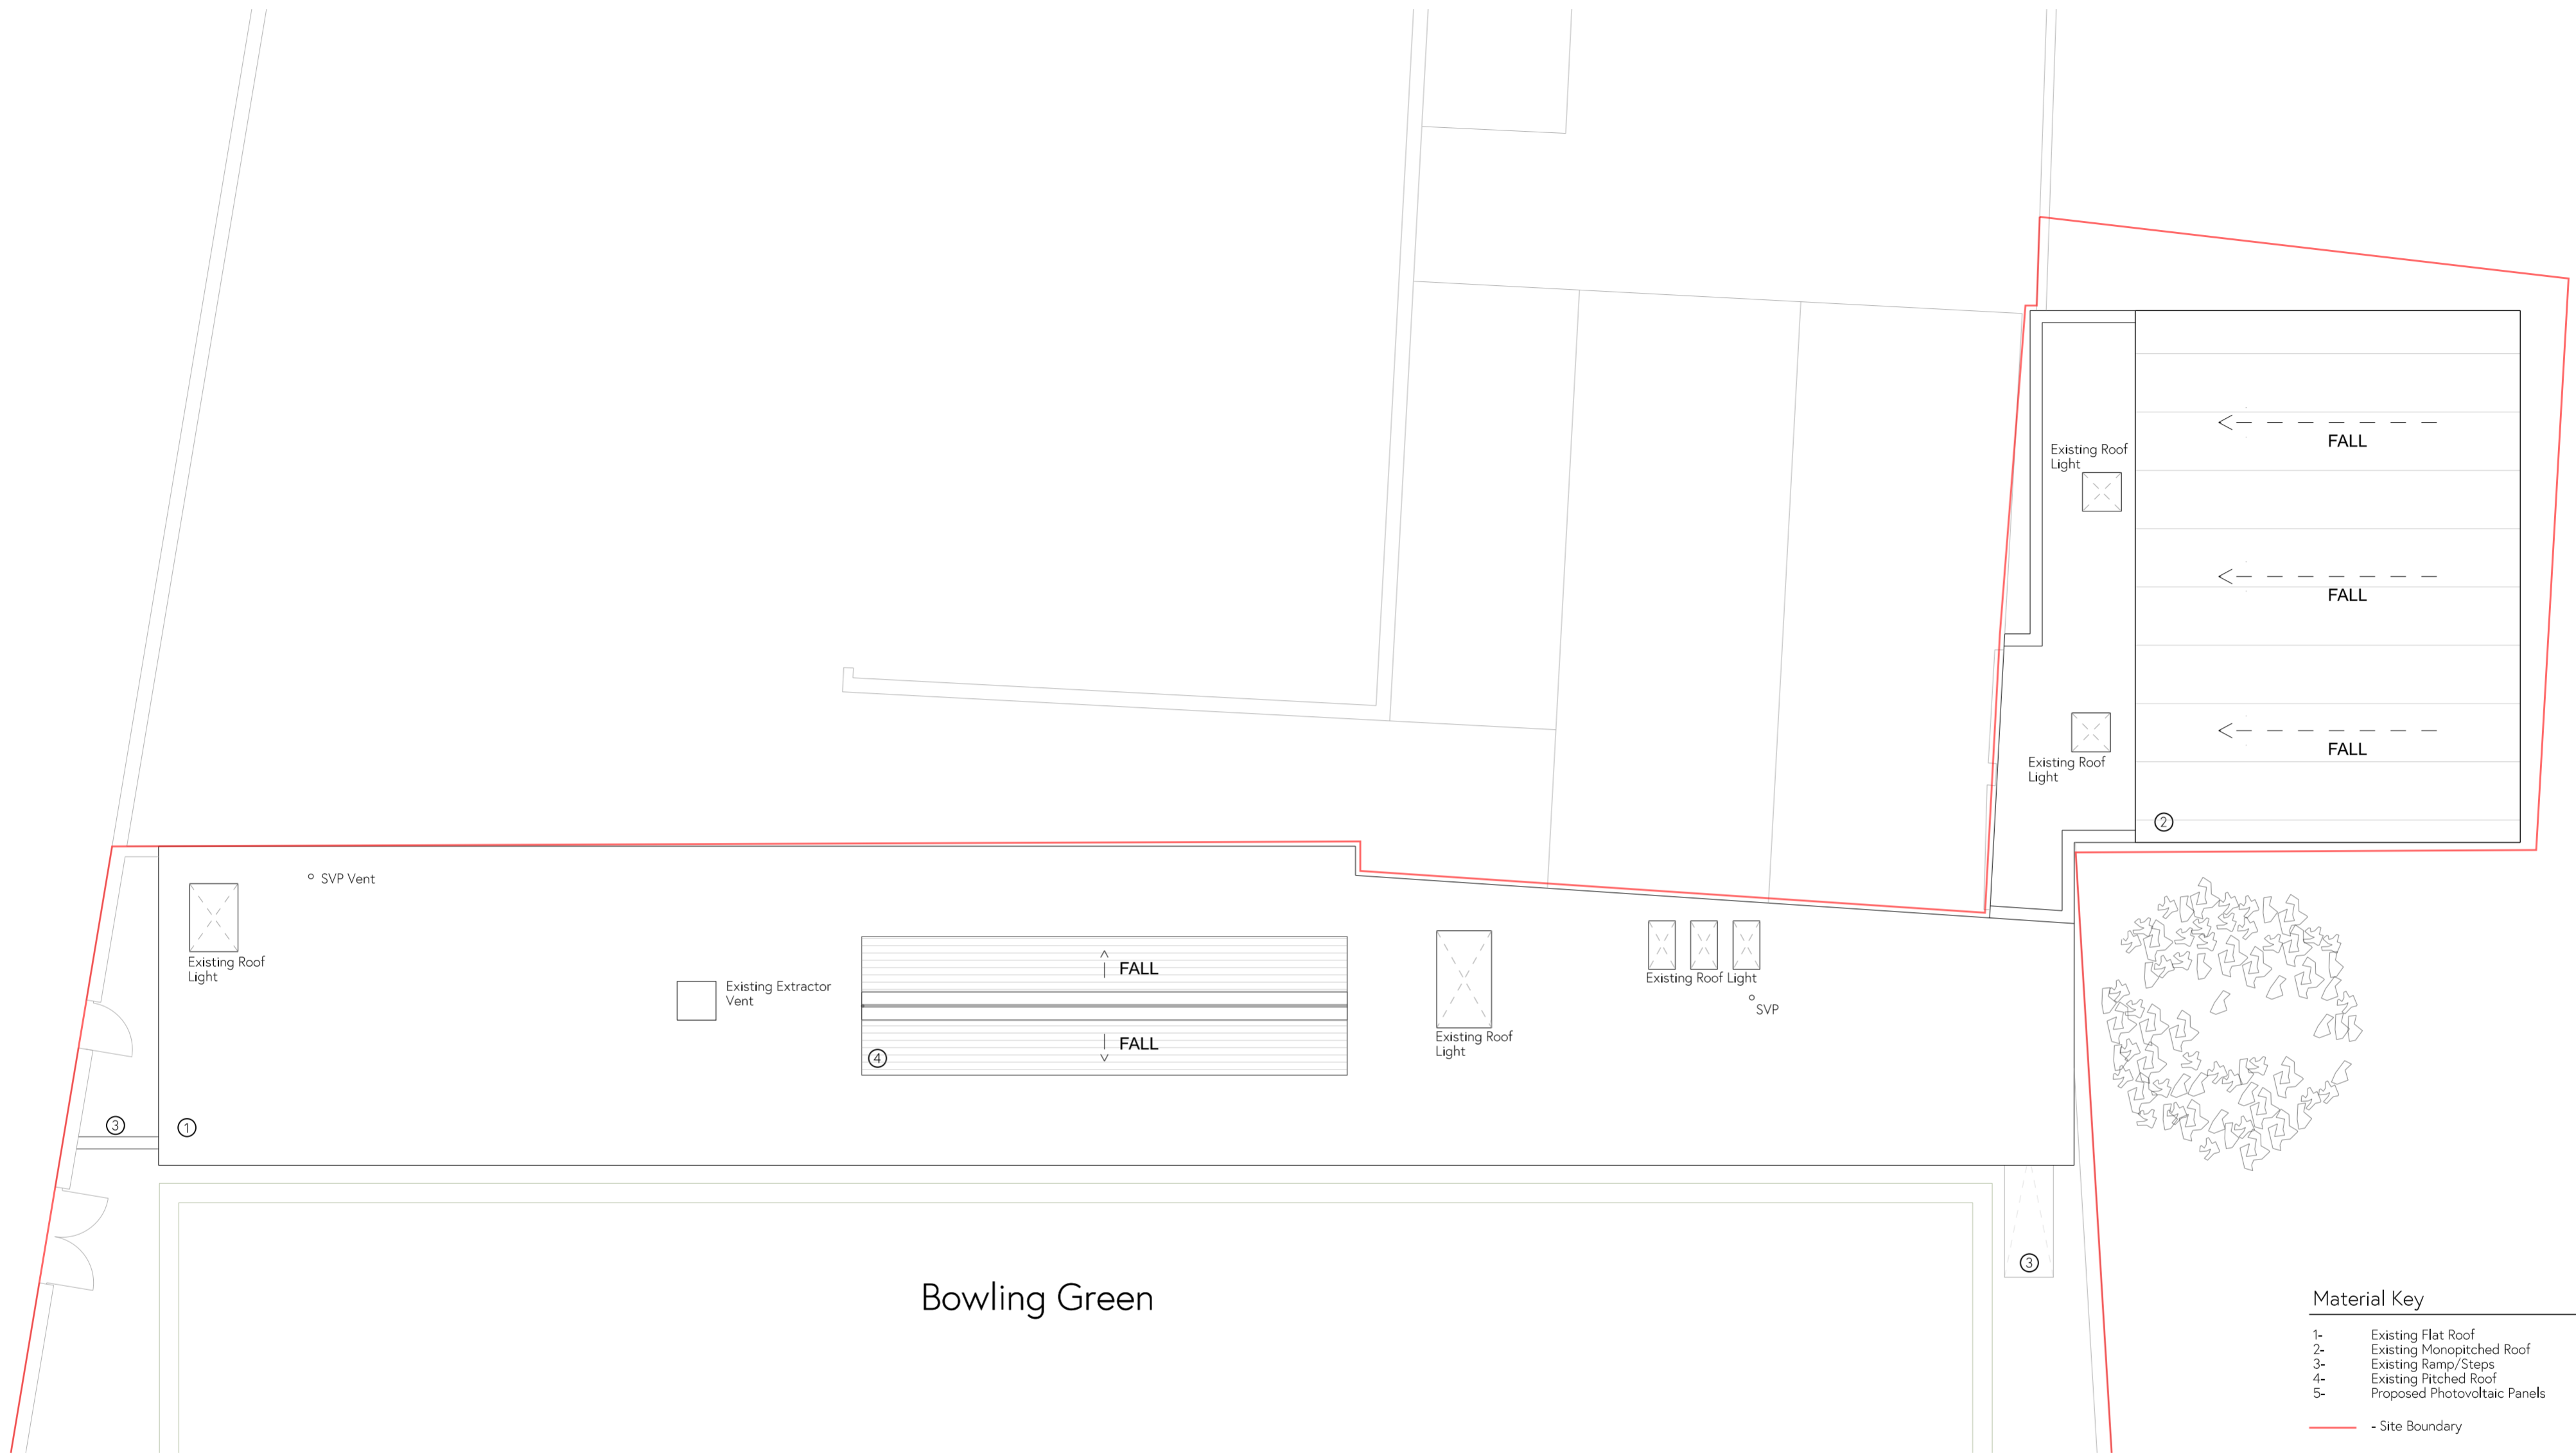 FALL
Existing Roof
Light
FALL
FALL
Existing Roof
Light
2
SVP Vent
Existing Roof
Light
FALL
Existing Extractor
Vent
FALL
4
Existing Roof Light
SVP
Existing Roof
Light
3
1
3
Bowling Green
Material Key
1- Existing Flat Roof
2- Existing Monopitched Roof
3- Existing Ramp/Steps
4- Existing Pitched Roof
5- Proposed Photovoltaic Panels
- Site Boundary